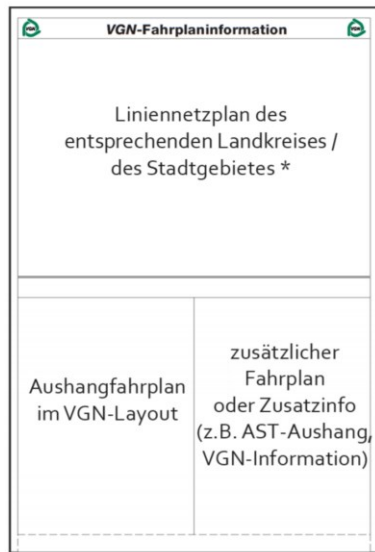 VGN-Fahrplaninformation
Liniennetzplan des
entsprechenden Landkreises /
des Stadtgebietes *
Aushangfahrplan
im VGN-Layout
zusätzlicher
Fahrplan
oder Zusatzinfo
(z.B. AST-Aushang,
VGN-Information)